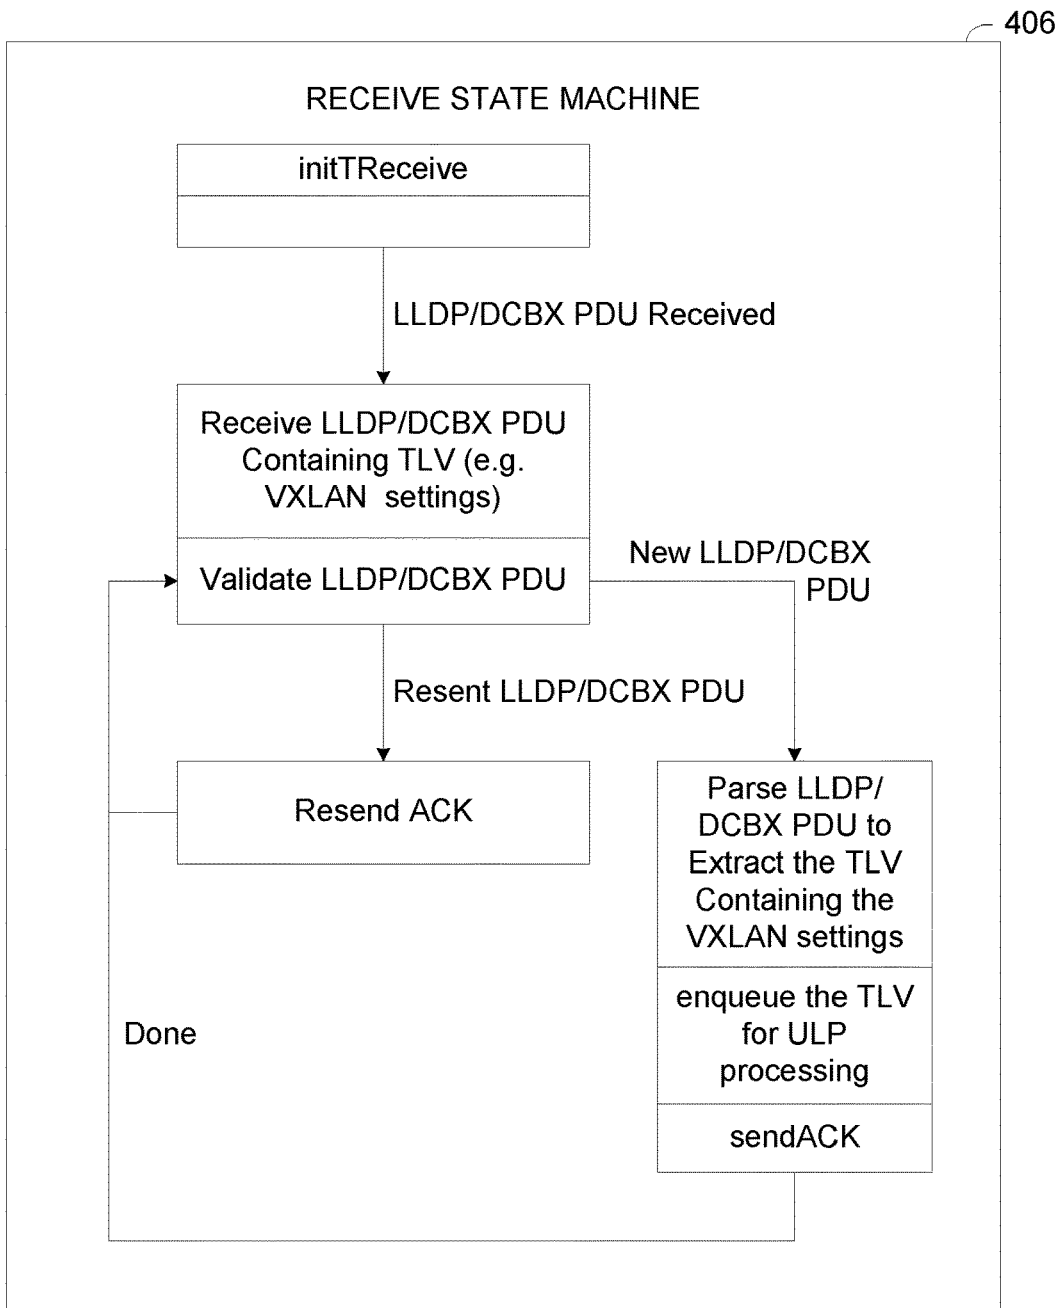 406
RECEIVE STATE MACHINE
initTReceive
LLDP/DCBX PDU Received
Receive LLDP/DCBX PDU
Containing TLV (e.g.
VXLAN settings)
New LLDP/DCBX
PDU
Validate LLDP/DCBX PDU
Resent LLDP/DCBX PDU
Resend ACK
Parse LLDP/
DCBX PDU to
Extract the TLV
Containing the
VXLAN settings
enqueue the TLV
for ULP
processing
Done
sendACK